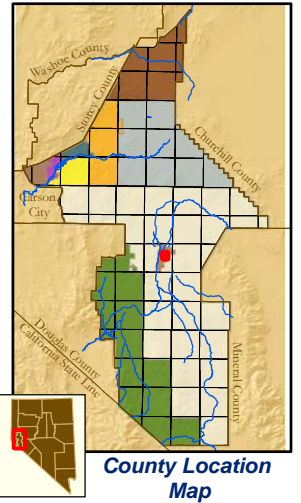 Washoe County
Storey County
Churchill County
Carson
City
Douglas County
California State Line
Mineral County
County Location
Map